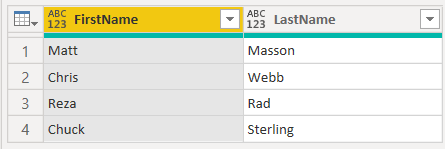 ABC 123 FirstName ABC 123 LastName
1 Matt Masson
2 Chris Webb
3 Reza Rad
4 Chuck Sterling